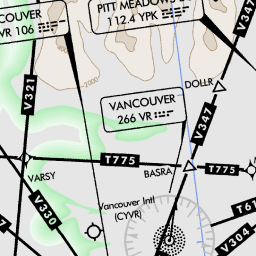 COUVER
VR 106
PITT MEADOWS
112.4 YPK
V347
2000
DOLLR
V321
VANCOUVER
266 VR
V347
T775
T775
VARSY
BASRA
V330
Vancouver Intl
(CYVR)
T61
V304